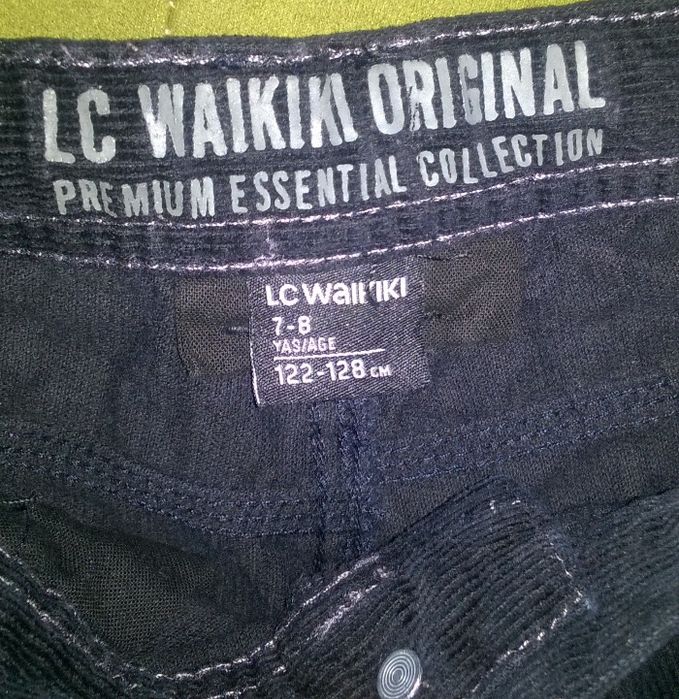 LC WAIKIKI ORIGINAL
PREMIUM ESSENTIAL COLLECTION
LC WaiKIKI
7-8
YAS/AGE
122-128 CM